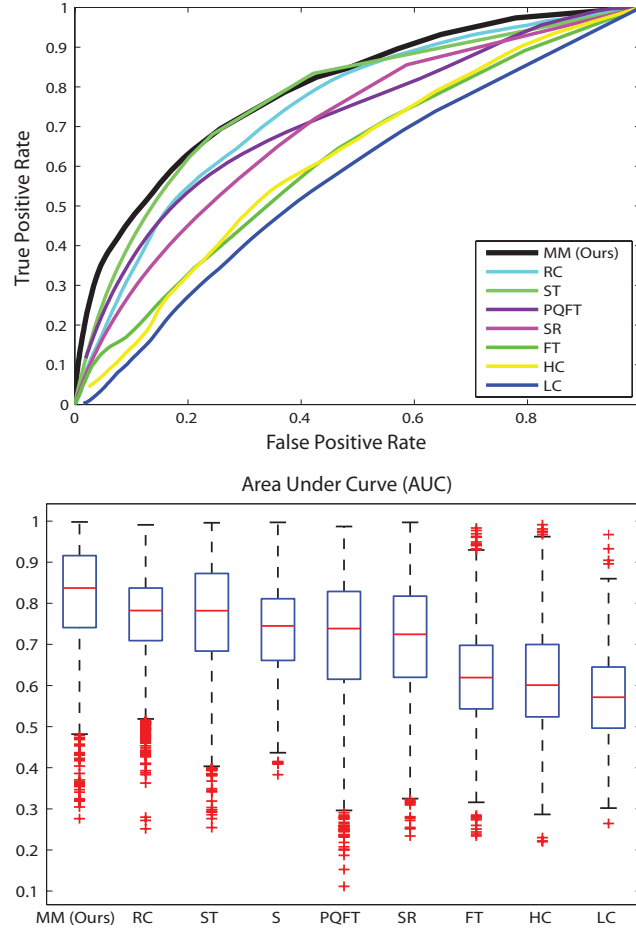 1
0.9
0.8
0.7
0.6
0.5
0.4
0.3
0.2
0.1
0
True Positive Rate
0 0.2 0.4 0.6 0.8
False Positive Rate
MM (Ours)
RC
ST
PQFT
SR
FT
HC
LC
Area Under Curve (AUC)
1
0.9
0.8
0.7
0.6
0.5
0.4
0.3
0.2
0.1
MM (Ours) RC ST S PQFT SR FT HC LC